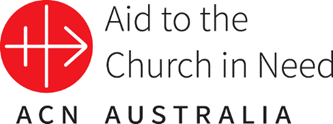 Aid to the
Church in Need
ACN AUSTRALIA